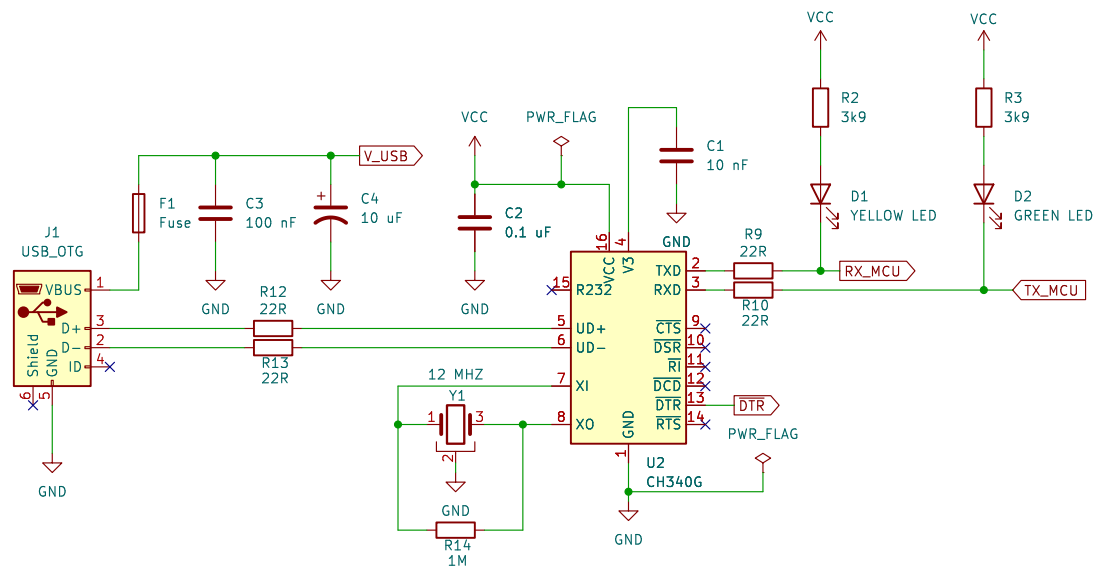 VCC
VCC
R2
3k9
R3
3k9
VCC
PWR_FLAG
C1
10 nF
V_USB
F1
Fuse
C3
100 nF
C4
10 uF
C2
0.1 uF
D1
YELLOW LED
D2
GREEN LED
J1
USB_OTG
GND
R9
22R
16
4
VCC
V3
TXD
2
RX_MCU
VBUS
1
GND
GND
GND
R12
22R
15
R232
RXD
3
TX_MCU
R10
22R
D+
3
5
UD+
CTS
9
D-
2
6
UD-
DSR
10
R13
22R
Shield
GND
ID
4
RI
11
12 MHZ
7
XI
DCD
12
6
5
Y1
DTR
13
DTR
1
3
8
XO
GND
RTS
14
2
1
PWR_FLAG
GND
U2
CH340G
GND
GND
R14
1M